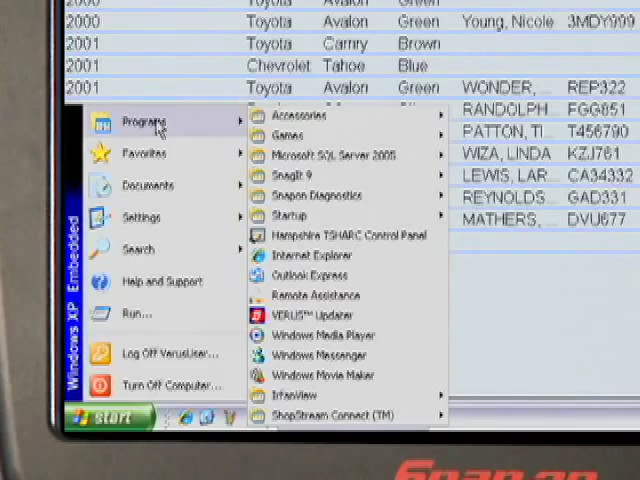 2000
2000 Toyota Avalon Green Young, Nicole 3MDY999
2001 Toyota Camry Brown
2001 Chevrolet Tahoe Blue
2001 Toyota Avalon Green WONDER, ... REP322
RANDOLPH FGG851
PATTON, TI... T456790
WIZA, LINDA KZJ761
LEWIS, LAR... CA34332
REYNOLDS... GAD331
MATHERS, ... DVU677
Windows XP Embedded
Programs
Favorites
Documents
Settings
Search
Help and Support
Run...
Log Off VerusUser...
Turn Off Computer...
Accessories
Games
Microsoft SQL Server 2005
SnagIt 9
Snapon Diagnostics
Startup
Hampshire TSHARC Control Panel
Internet Explorer
Outlook Express
Remote Assistance
VERUS™ Updater
Windows Media Player
Windows Messenger
Windows Movie Maker
IrfanView
ShopStream Connect (TM)
start